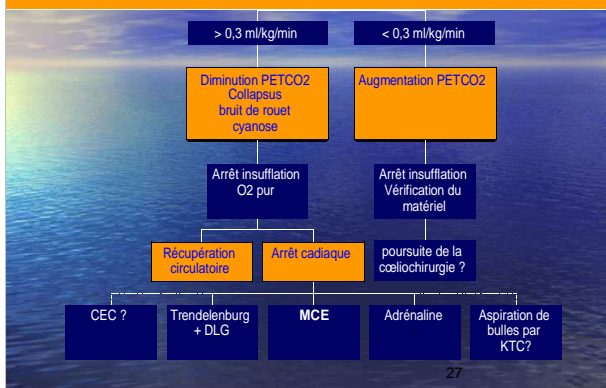 > 0,3 ml/kg/min
< 0,3 ml/kg/min
Diminution PETCO2
Collapsus
bruit de rouet
cyanose
Augmentation PETCO2
Arrêt insufflation
O2 pur
Arrêt insufflation
Vérification du
matériel
Récupération
circulatoire
Arrêt cadiaque
poursuite de la
cœliochirurgie ?
CEC ?
Trendelenburg
+ DLG
MCE
Adrénaline
Aspiration de
bulles par
KTC?
27